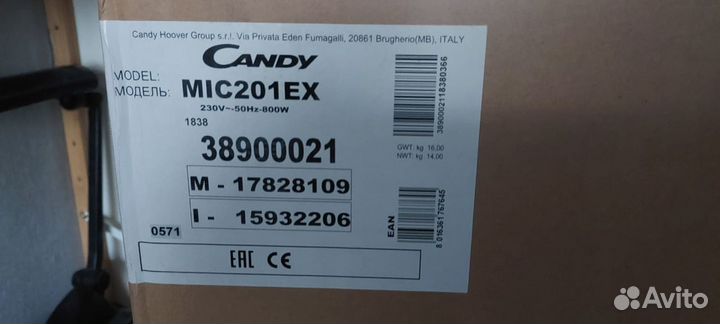 Candy Hoover Group s.r.l. Via Privata Eden Fumagalli, 20861 Brugherio(MB), ITALY
CANDY
MODEL:
МОДЕЛЬ: MIC201EX
230V~-50Hz-800W
1838
38900021
M - 17828109
I - 15932206
0571
EAC CE
3890002118380366
GWT: kg 16,00
NWT: kg 14,00
EAN
8 016361 767645
Avito